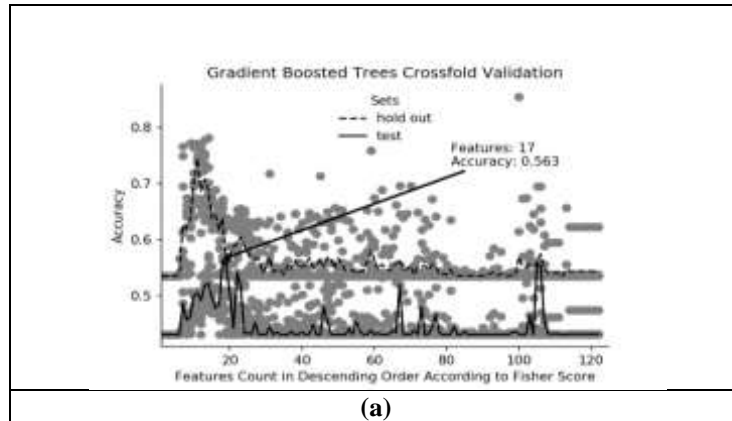 Gradient Boosted Trees Crossfold Validation
Sets
hold out
test
Features: 17
Accuracy: 0.563
0.8
0.7
0.6
0.5
Accuracy
20 40 60 80 100 120
Features Count in Descending Order According to Fisher Score
(a)